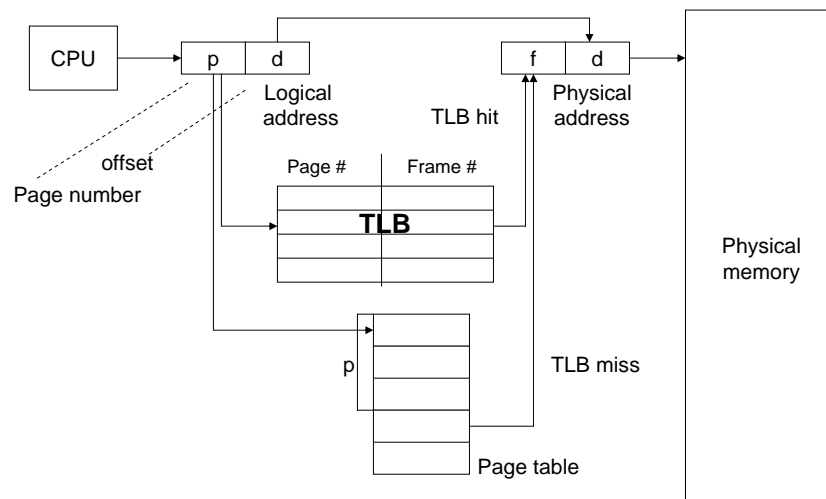 CPU
p d
f d
Logical
address
Physical
address
TLB hit
offset
Page number
Page # Frame #
TLB
Physical
memory
p
TLB miss
Page table